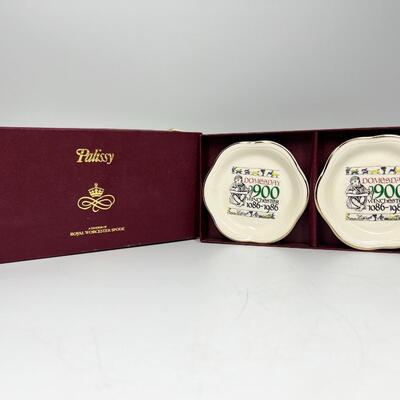 Palissy
A DIVISION OF
ROYAL WORCESTER SPODE
DOMESDAY
900
WINCHESTER
1086-1986
DOMESDAY
900
WINCHESTER
1086-198